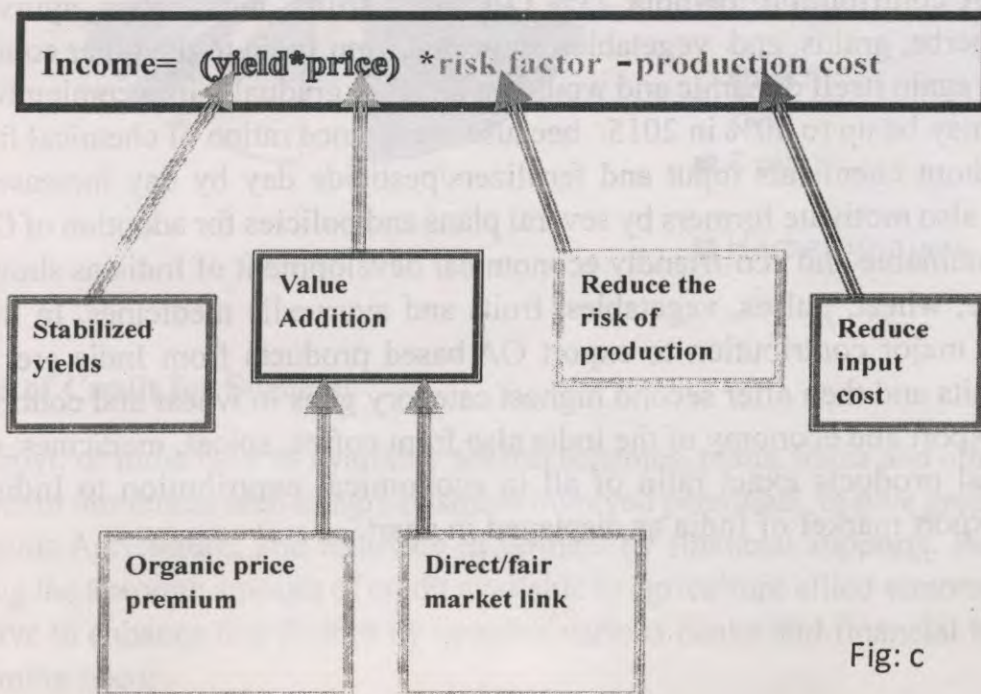 Income= (yield*price) *risk factor -production cost
Stabilized
yields
Value
Addition
Reduce the
risk of
production
Reduce
input
cost
Organic price
premium
Direct/fair
market link
Fig: c